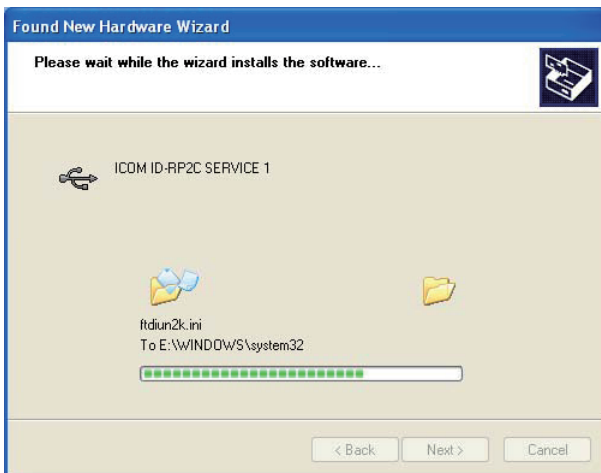 Found New Hardware Wizard
Please wait while the wizard installs the software...
ICOM ID-RP2C SERVICE 1
ftdiun2k.ini
To E:\WINDOWS\system32
< Back
Next >
Cancel